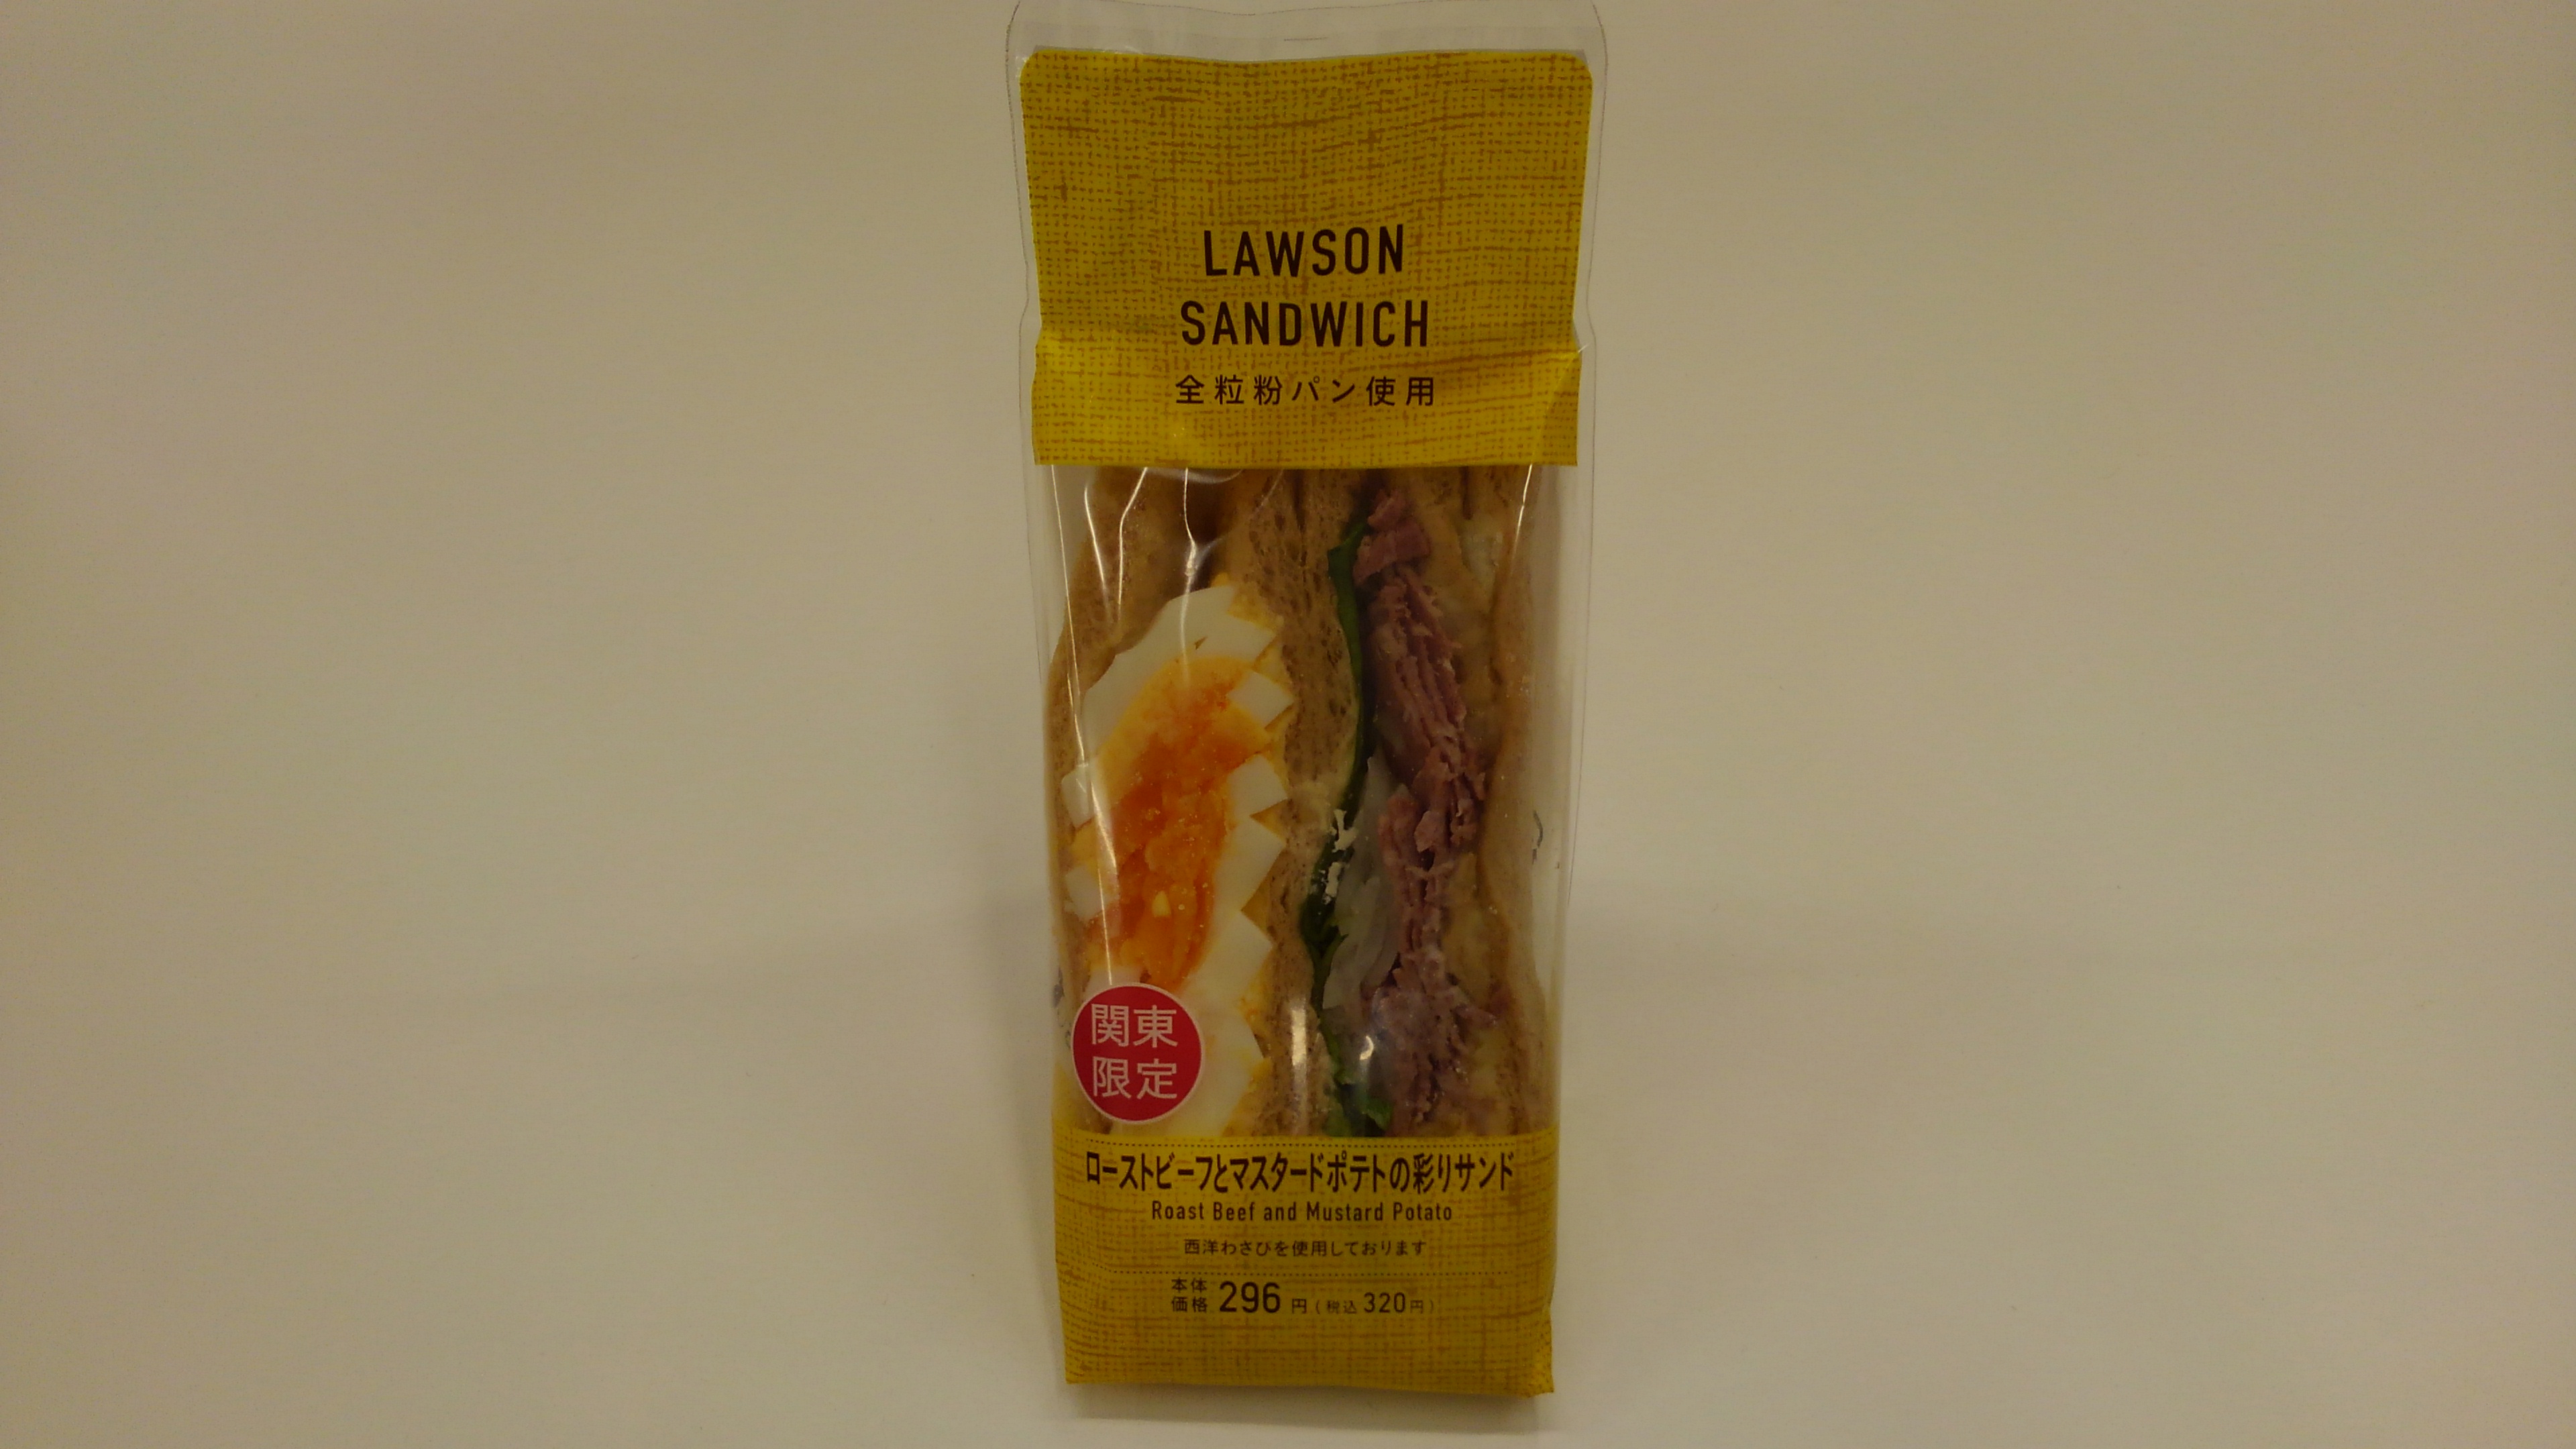 LAWSON
SANDWICH
全粒粉パン使用
関東
限定
ローストビーフとマスタードポテトの彩りサンド
Roast Beef and Mustard Potato
西洋わさびを使用しております
本体
価格 296 円(税込320円)